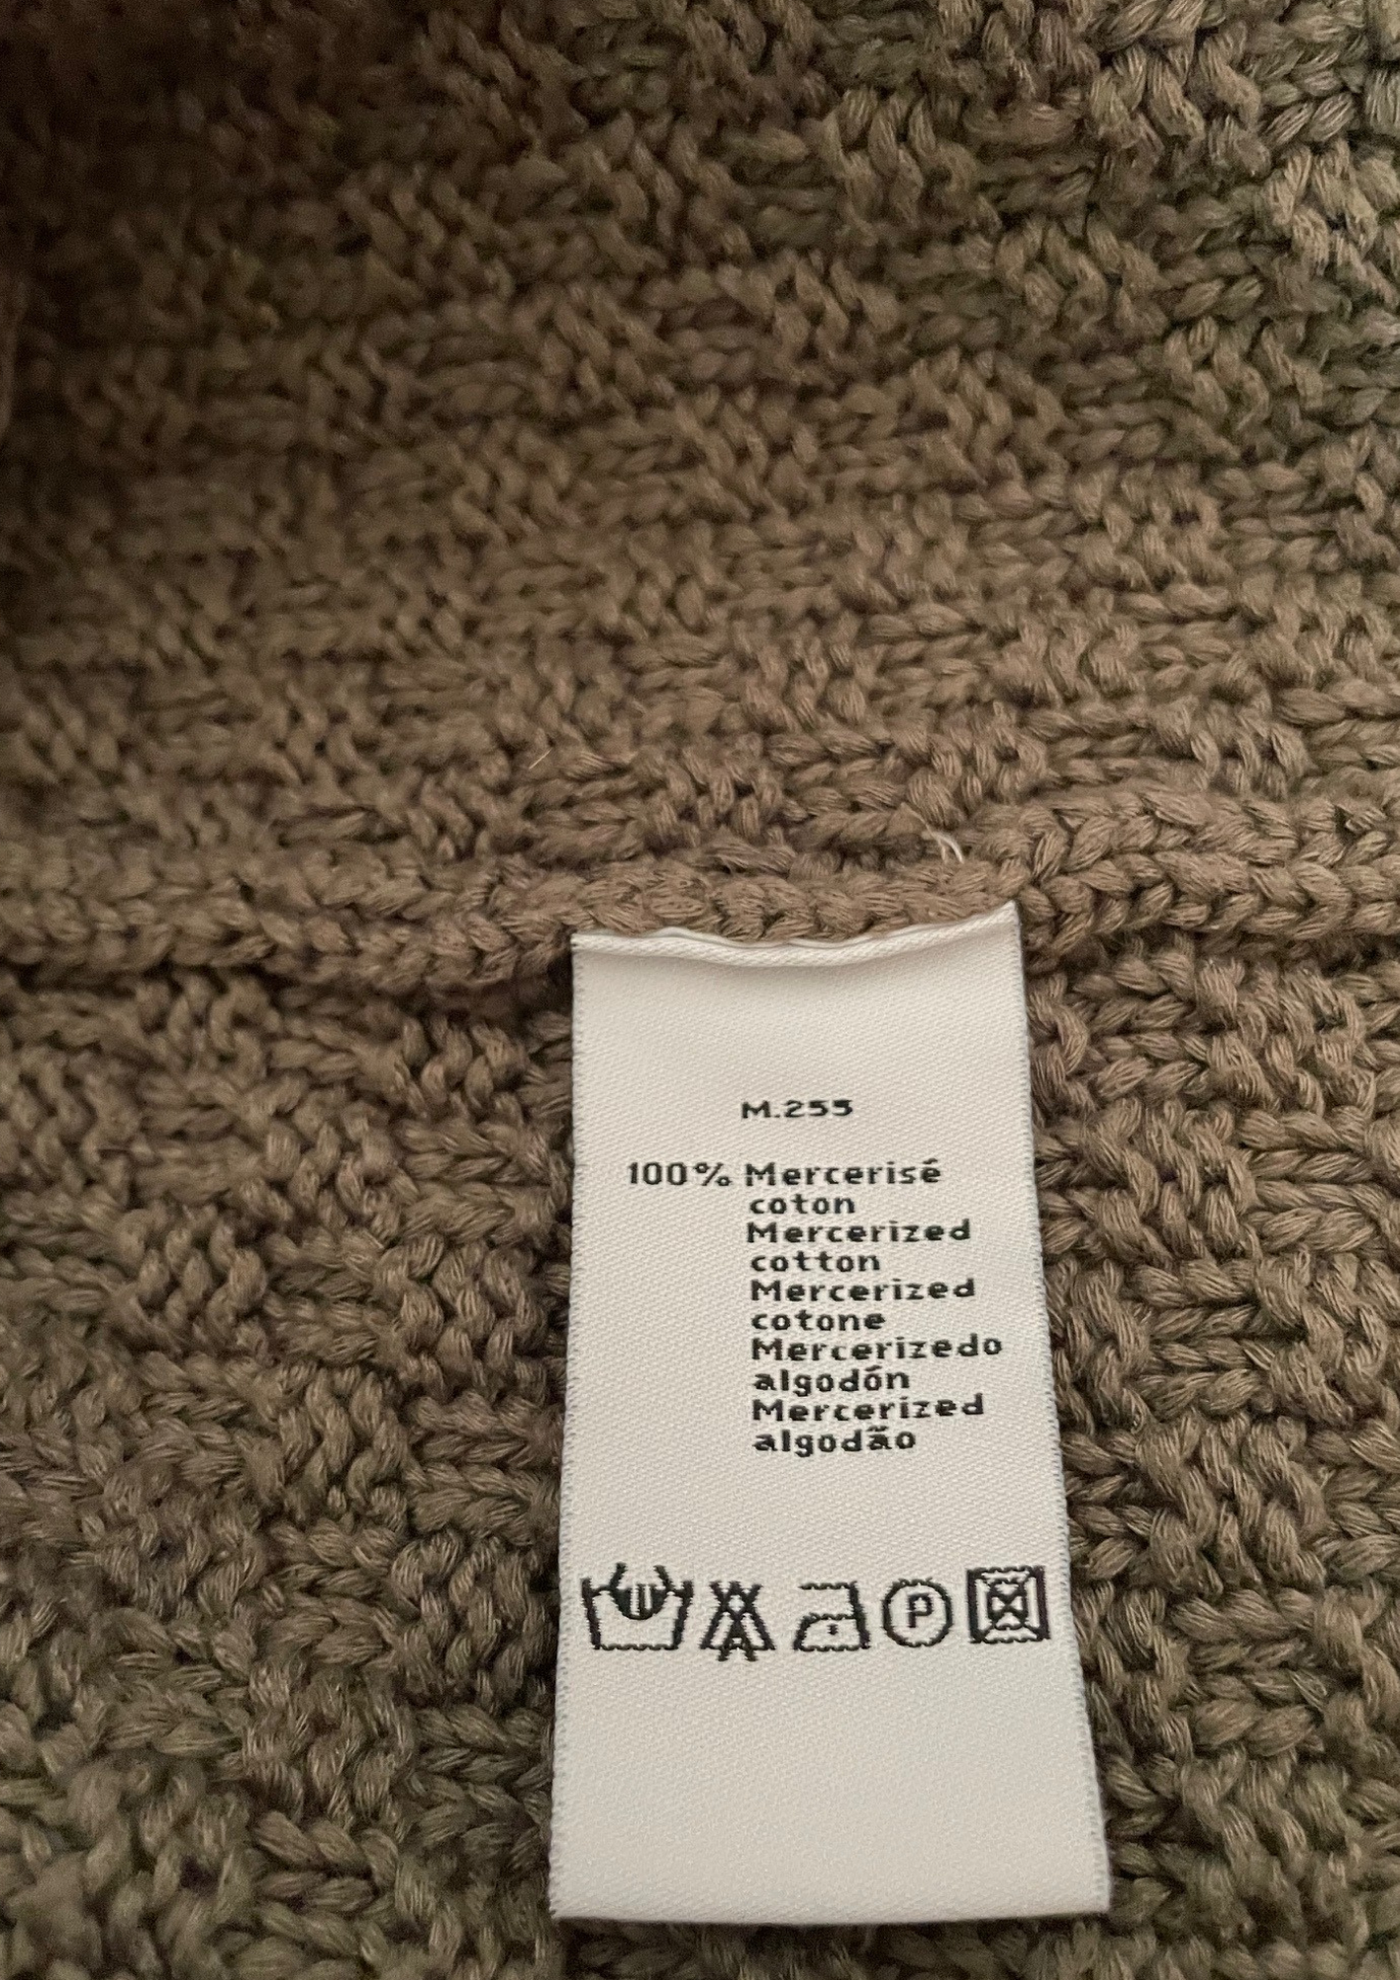 M.255
100% Mercerisé
coton
Mercerized
cotton
Mercerized
cotone
Mercerizedo
algodón
Mercerized
algodão
P